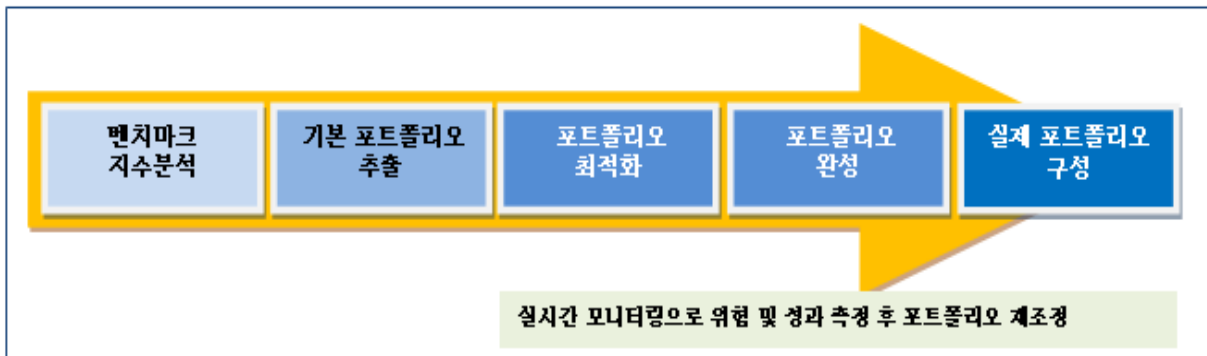 벤치마크
지수분석
기본 포트폴리오
추출
포트폴리오
최적화
포트폴리오
완성
실제 포트폴리오
구성
실시간 모니터링으로 위험 및 성과 측정 후 포트폴리오 재조정